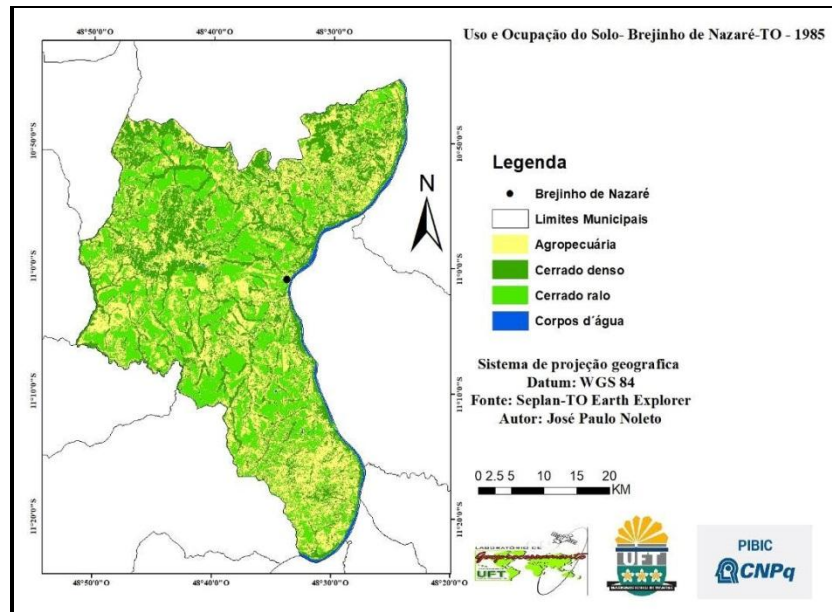 Uso e Ocupação do Solo- Brejinho de Nazaré-TO - 1985
48°50'0"O
48°40'0"O
48°30'0"O
10°50'0"S
10°50'0"S
11°0'0"S
11°0'0"S
11°10'0"S
11°10'0"S
11°20'0"S
11°20'0"S
48°50'0"O
48°40'0"O
48°30'0"O
48°20'0"O
N
Legenda
Brejinho de Nazaré
Limites Municipais
Agropecuária
Cerrado denso
Cerrado ralo
Corpos d´água
Sistema de projeção geografica
Datum: WGS 84
Fonte: Seplan-TO Earth Explorer
Autor: José Paulo Noleto
0 2.5 5 10 15 20
KM
LABORATÓRIO DE
Geoprocessamento
UFT
UFT
PIBIC
CNPq